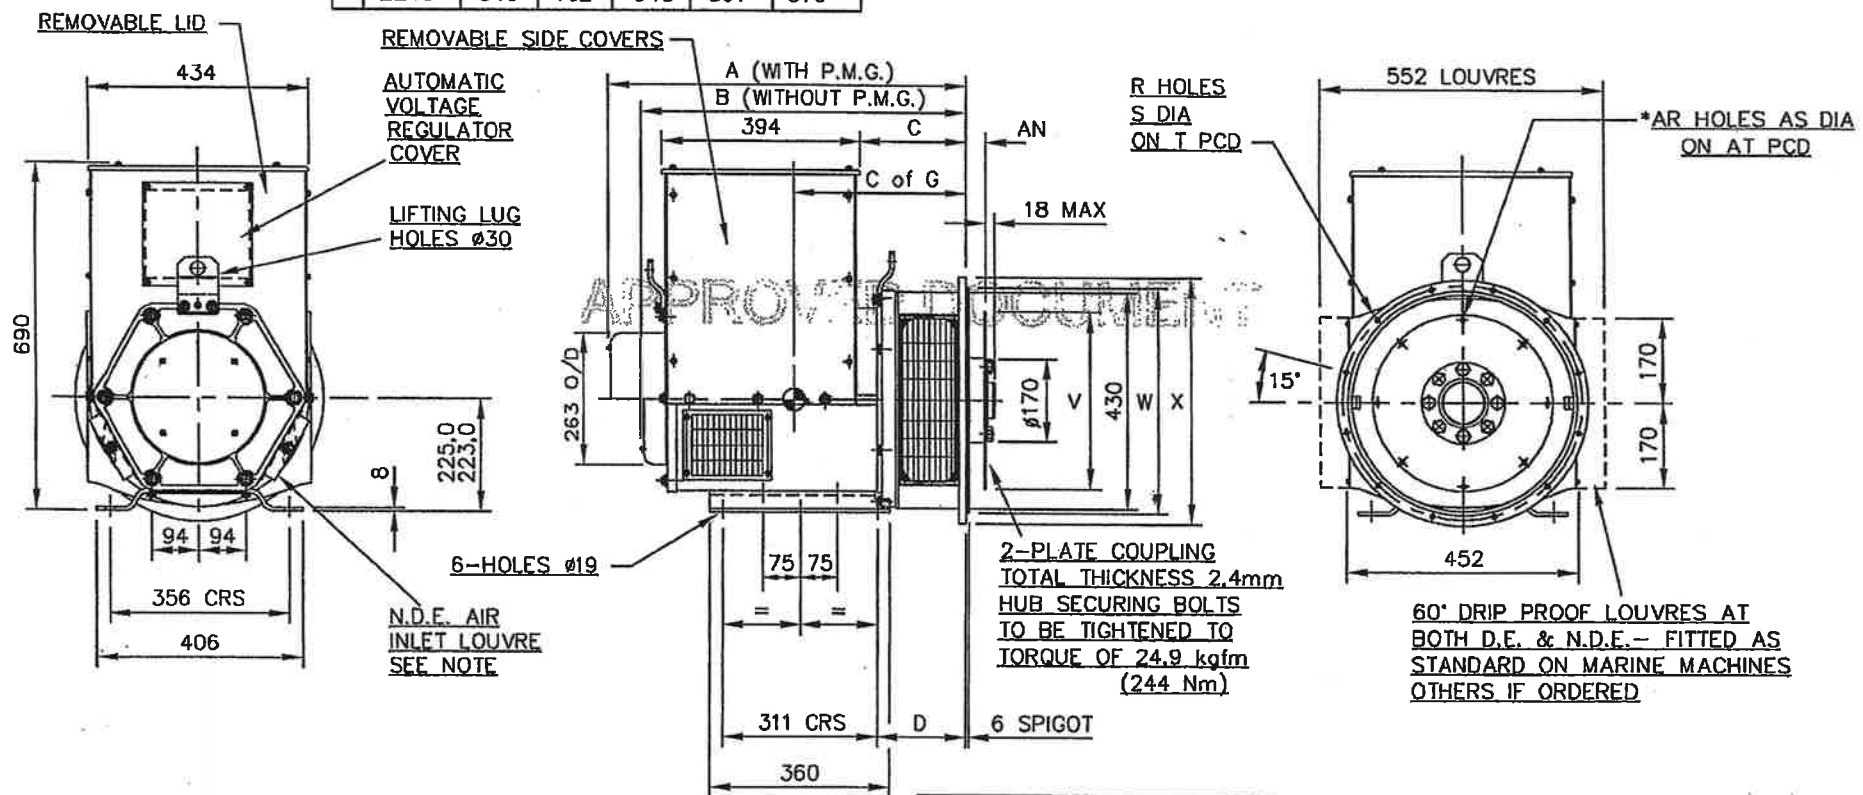 REMOVABLE LID
REMOVABLE SIDE COVERS
434
AUTOMATIC
VOLTAGE
REGULATOR
COVER
LIFTING LUG
HOLES ø30
690
225,0
223,0
8
94 94
356 CRS
406
N.D.E. AIR
INLET LOUVRE
SEE NOTE
6-HOLES ø19
A (WITH P.M.G.)
B (WITHOUT P.M.G.)
394
C
AN
C of G
18 MAX
APPROVED DOCUMENT
263 O/D
ø170
V
430
W
X
75 75
= =
311 CRS
D
6 SPIGOT
360
2-PLATE COUPLING
TOTAL THICKNESS 2,4mm
HUB SECURING BOLTS
TO BE TIGHTENED TO
TORQUE OF 24,9 kgfm
(244 Nm)
R HOLES
S DIA
ON T PCD
552 LOUVRES
*AR HOLES AS DIA
ON AT PCD
15°
170
170
452
60° DRIP PROOF LOUVRES AT
BOTH D.E. & N.D.E.- FITTED AS
STANDARD ON MARINE MACHINES
OTHERS IF ORDERED